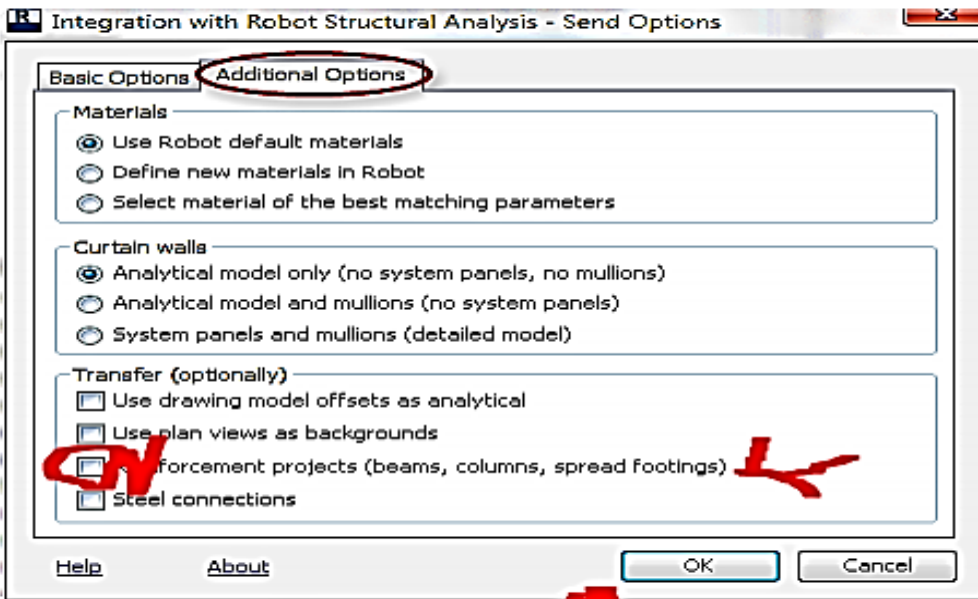 R Integration with Robot Structural Analysis - Send Options
Basic Options Additional Options
Materials
Use Robot default materials
Define new materials in Robot
Select material of the best matching parameters
Curtain walls
Analytical model only (no system panels, no mullions)
Analytical model and mullions (no system panels)
System panels and mullions (detailed model)
Transfer (optionally)
Use drawing model offsets as analytical
Use plan views as backgrounds
forcement projects (beams, columns, spread footings)
Steel connections
Help About OK Cancel